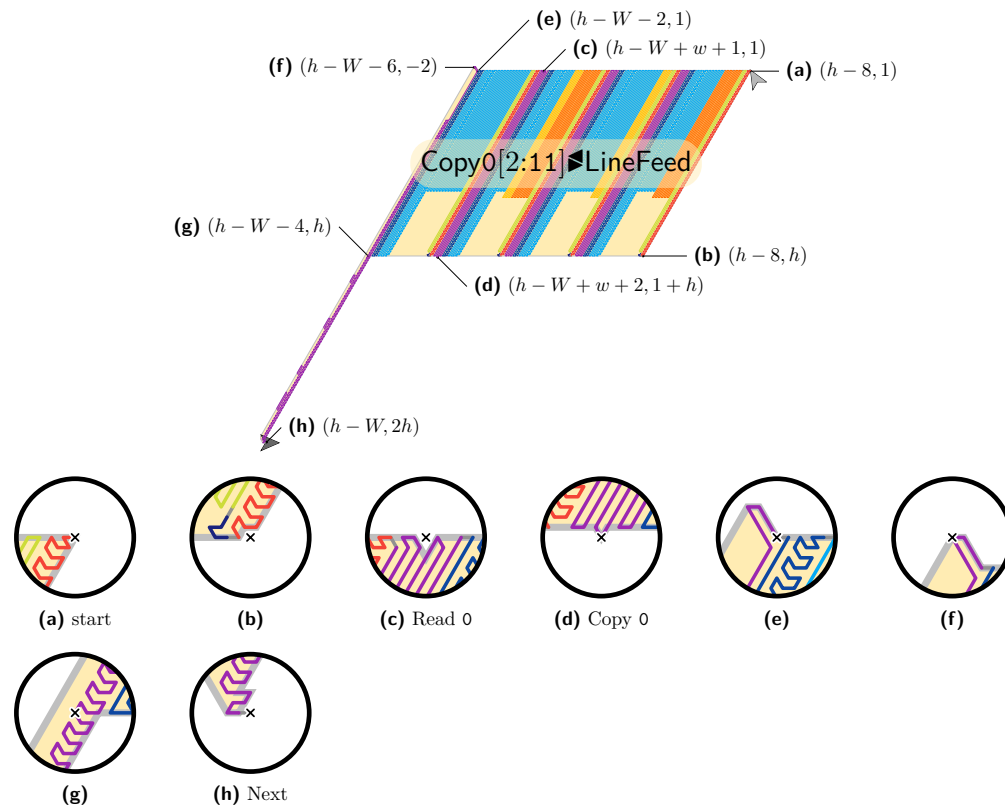 (e) (h − W − 2, 1)
(c) (h − W + w + 1, 1)
(f) (h − W − 6, −2)
(a) (h − 8, 1)
Copy0[2:11]⧩LineFeed
(g) (h − W − 4, h)
(b) (h − 8, h)
(d) (h − W + w + 2, 1 + h)
(h) (h − W, 2h)
(a) start
(b)
(c) Read 0
(d) Copy 0
(e)
(f)
(g)
(h) Next